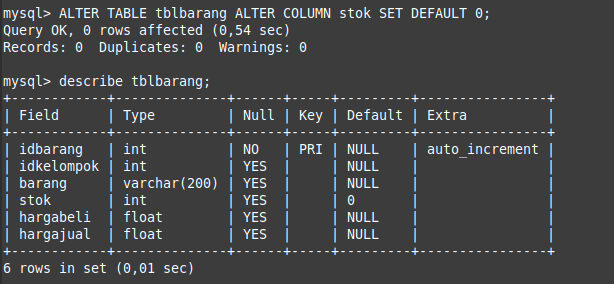 mysql> ALTER TABLE tblbarang ALTER COLUMN stok SET DEFAULT 0;
Query OK, 0 rows affected (0,54 sec)
Records: 0  Duplicates: 0  Warnings: 0

mysql> describe tblbarang;
+------------+--------------+------+-----+---------+----------------+
| Field      | Type         | Null | Key | Default | Extra          |
+------------+--------------+------+-----+---------+----------------+
| idbarang   | int          | NO   | PRI | NULL    | auto_increment |
| idkelompok | int          | YES  |     | NULL    |                |
| barang     | varchar(200) | YES  |     | NULL    |                |
| stok       | int          | YES  |     | 0       |                |
| hargabeli  | float        | YES  |     | NULL    |                |
| hargajual  | float        | YES  |     | NULL    |                |
+------------+--------------+------+-----+---------+----------------+
6 rows in set (0,01 sec)